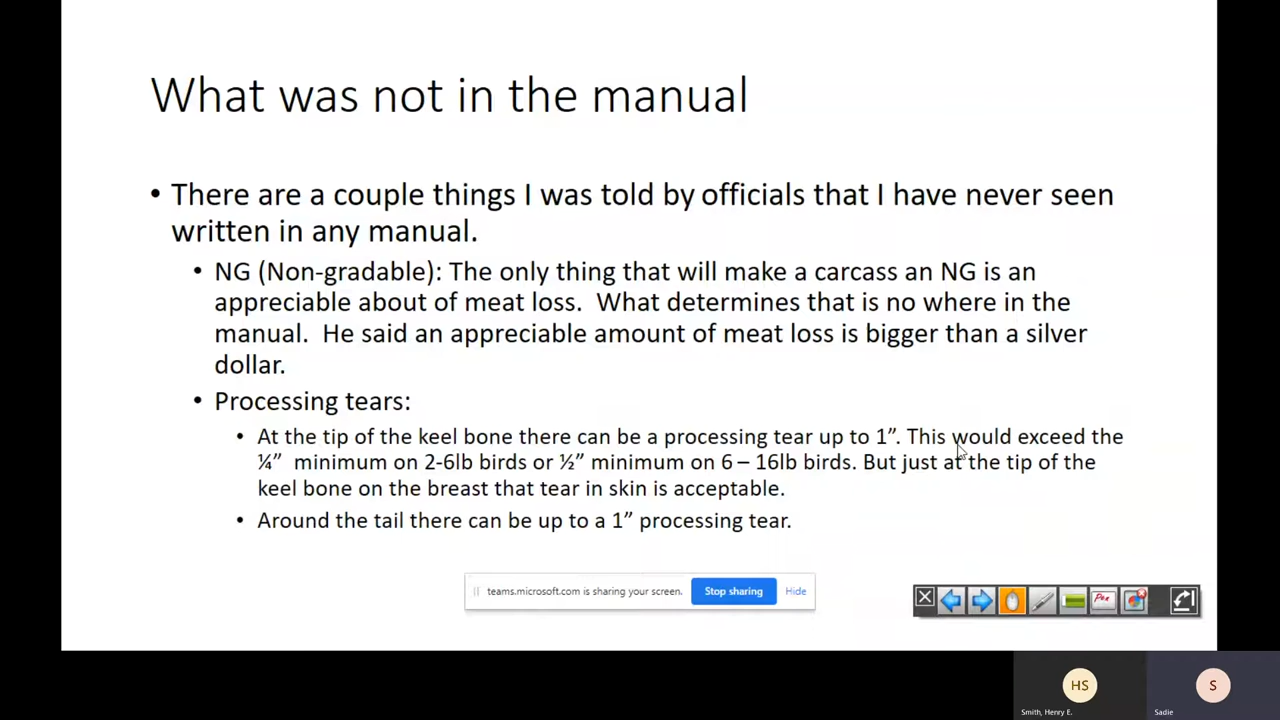 What was not in the manual
• There are a couple things I was told by officials that I have never seen
written in any manual.
• NG (Non-gradable): The only thing that will make a carcass an NG is an
appreciable about of meat loss.  What determines that is no where in the
manual.  He said an appreciable amount of meat loss is bigger than a silver
dollar.
• Processing tears:
• At the tip of the keel bone there can be a processing tear up to 1”. This would exceed the
¼”  minimum on 2-6lb birds or ½” minimum on 6 – 16lb birds. But just at the tip of the
keel bone on the breast that tear in skin is acceptable.
• Around the tail there can be up to a 1” processing tear.
teams.microsoft.com is sharing your screen. Stop sharing Hide
Pen
HS S
Smith, Henry E. Sadie